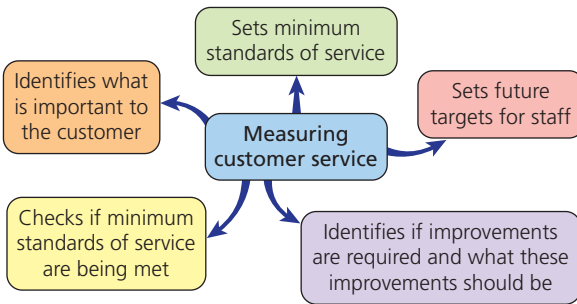 Sets minimum
standards of service
Identifies what
is important to
the customer
Sets future
targets for staff
Measuring
customer service
Checks if minimum
standards of service
are being met
Identifies if improvements
are required and what these
improvements should be